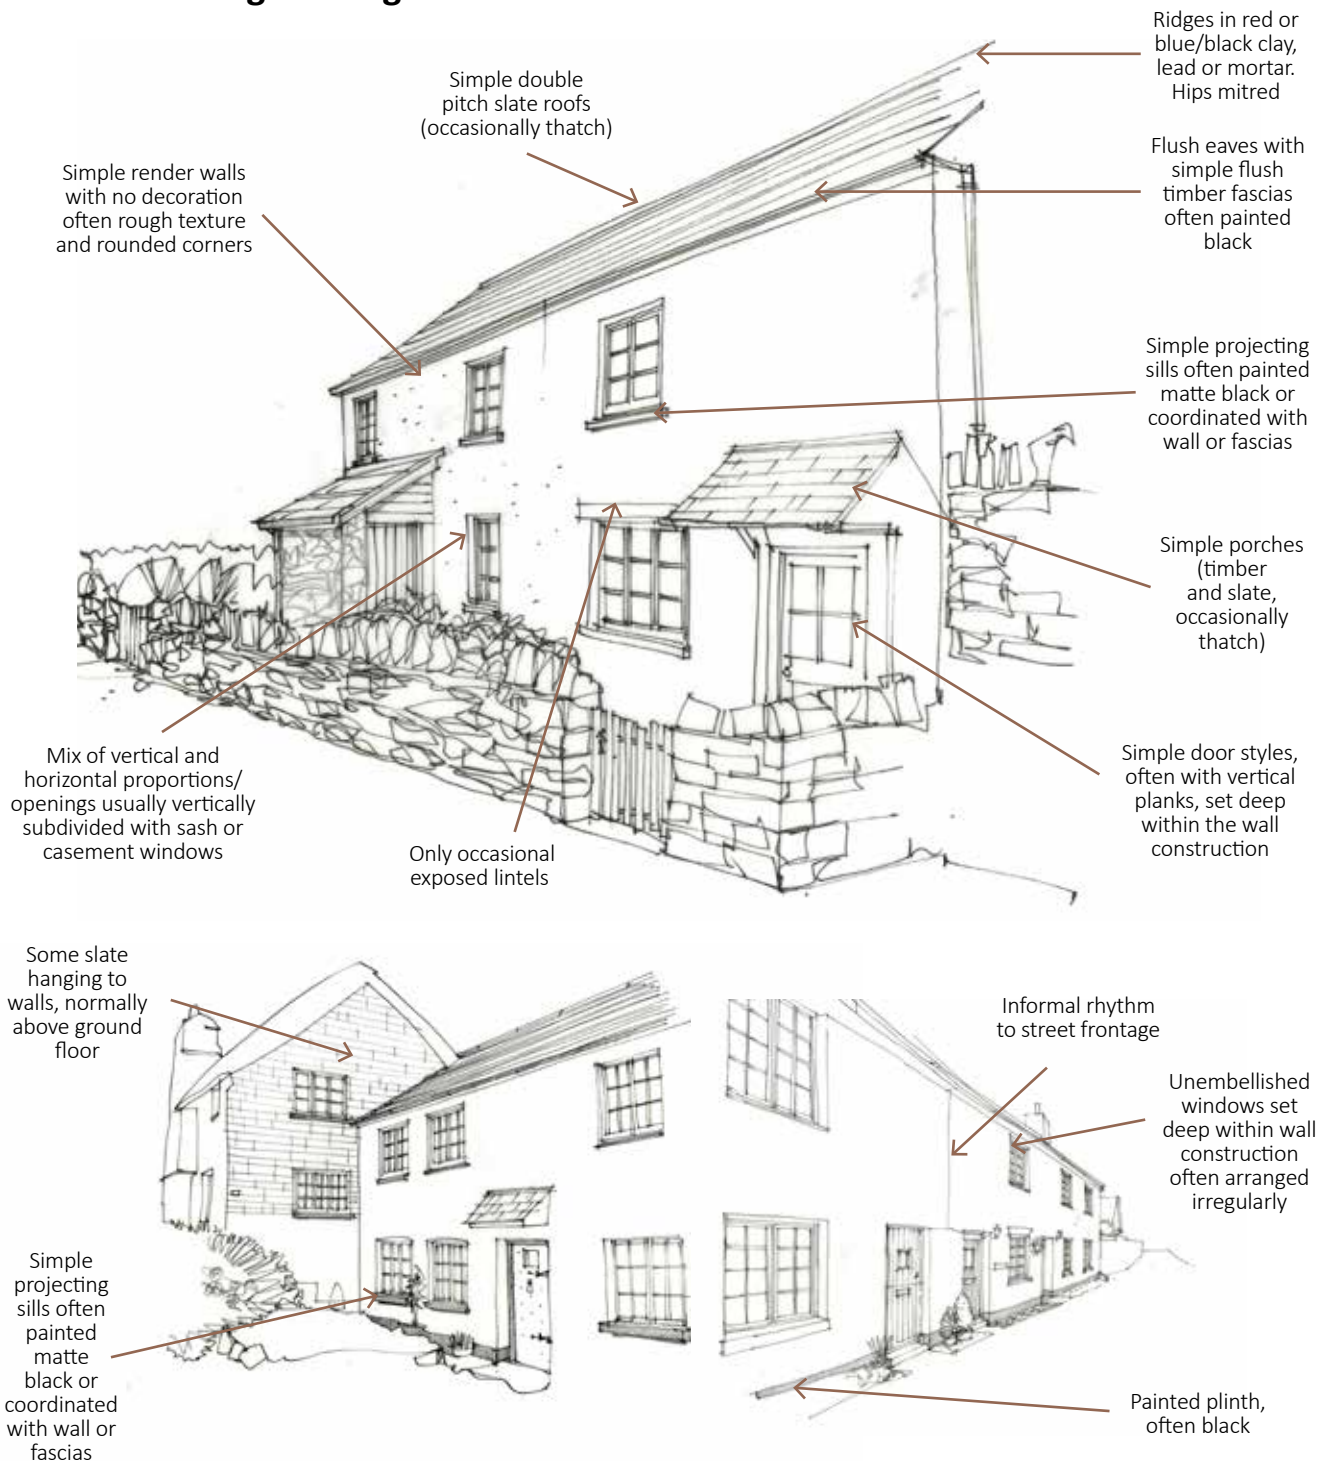 Ridges in red or
blue/black clay,
lead or mortar.
Hips mitred
Simple double
pitch slate roofs
(occasionally thatch)
Flush eaves with
simple flush
timber fascias
often painted
black
Simple render walls
with no decoration
often rough texture
and rounded corners
Simple projecting
sills often painted
matte black or
coordinated with
wall or fascias
Simple porches
(timber
and slate,
occasionally
thatch)
Mix of vertical and
horizontal proportions/
openings usually vertically
subdivided with sash or
casement windows
Simple door styles,
often with vertical
planks, set deep
within the wall
construction
Only occasional
exposed lintels
Some slate
hanging to
walls, normally
above ground
floor
Informal rhythm
to street frontage
Unembellished
windows set
deep within wall
construction
often arranged
irregularly
Simple
projecting
sills often
painted
matte
black or
coordinated
with wall or
fascias
Painted plinth,
often black